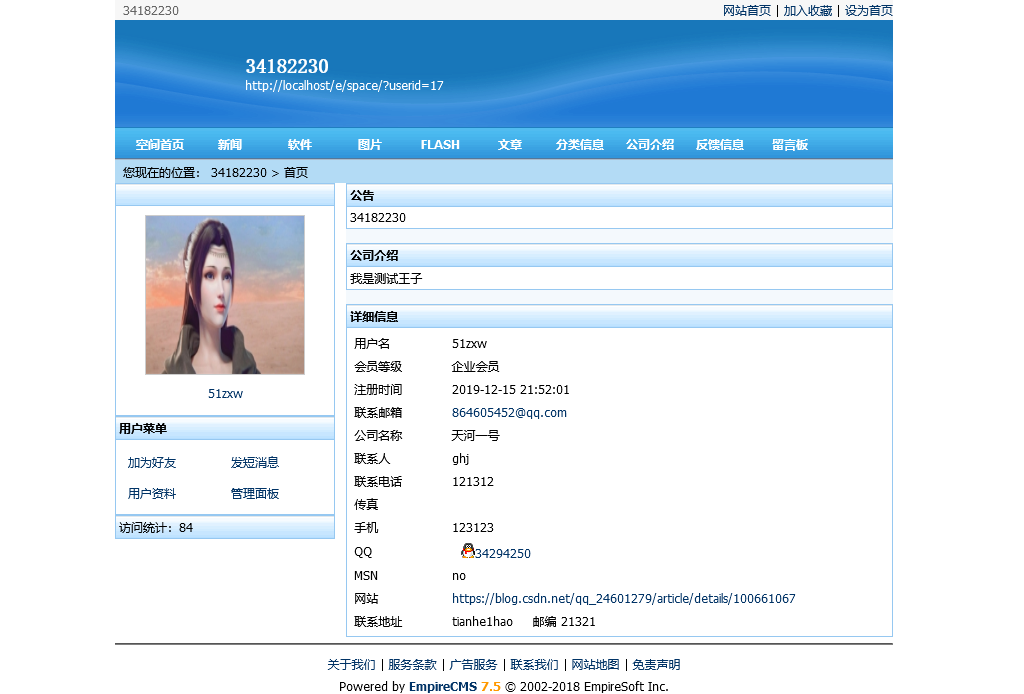 34182230 网站首页 | 加入收藏 | 设为首页
34182230
http://localhost/e/space/?userid=17
空间首页 新闻 软件 图片 FLASH 文章 分类信息 公司介绍 反馈信息 留言板
您现在的位置： 34182230 > 首页
51zxw
用户菜单
加为好友 发短消息
用户资料 管理面板
访问统计：84
公告
34182230
公司介绍
我是测试王子
详细信息
用户名 51zxw
会员等级 企业会员
注册时间 2019-12-15 21:52:01
联系邮箱 864605452@qq.com
公司名称 天河一号
联系人 ghj
联系电话 121312
传真
手机 123123
QQ 34294250
MSN no
网站 https://blog.csdn.net/qq_24601279/article/details/100661067
联系地址 tianhe1hao 邮编 21321
关于我们 | 服务条款 | 广告服务 | 联系我们 | 网站地图 | 免责声明
Powered by EmpireCMS 7.5 © 2002-2018 EmpireSoft Inc.